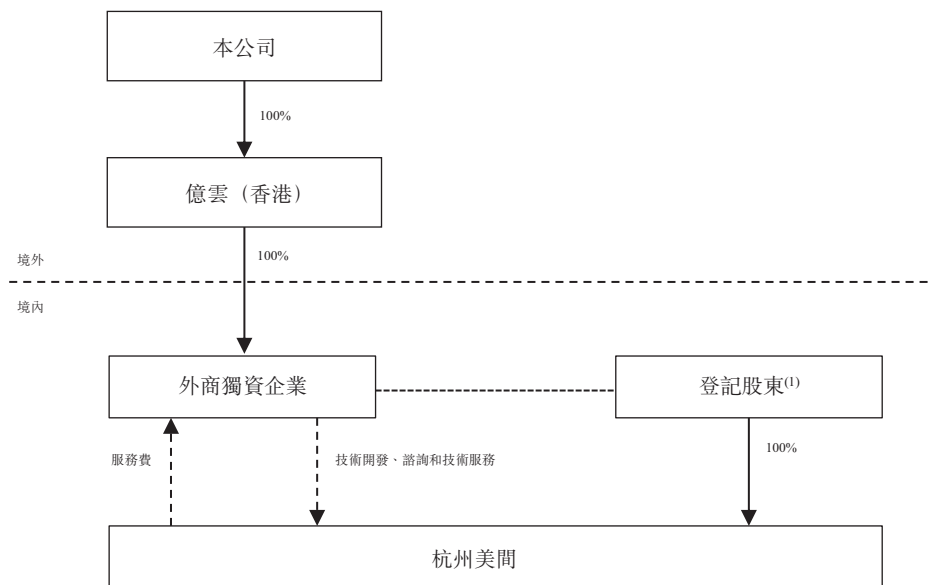 本公司
100%
億雲（香港）
100%
境外
境內
外商獨資企業
登記股東(1)
服務費
技術開發、諮詢和技術服務
100%
杭州美間